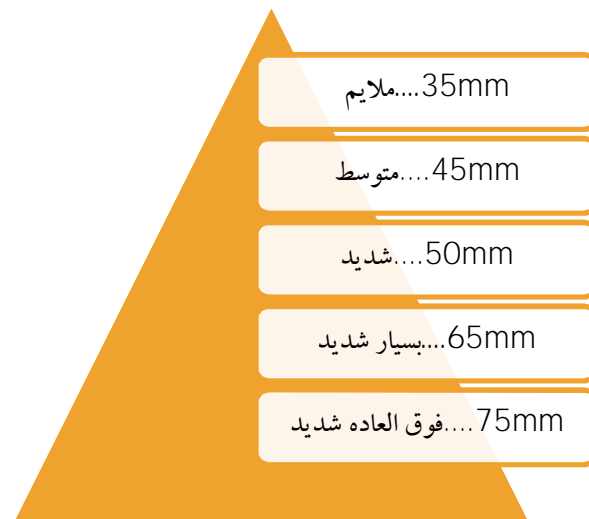 35mm....ملایم
45mm....متوسط
50mm....شدید
65mm....بسیار شدید
75mm....فوق العاده شدید